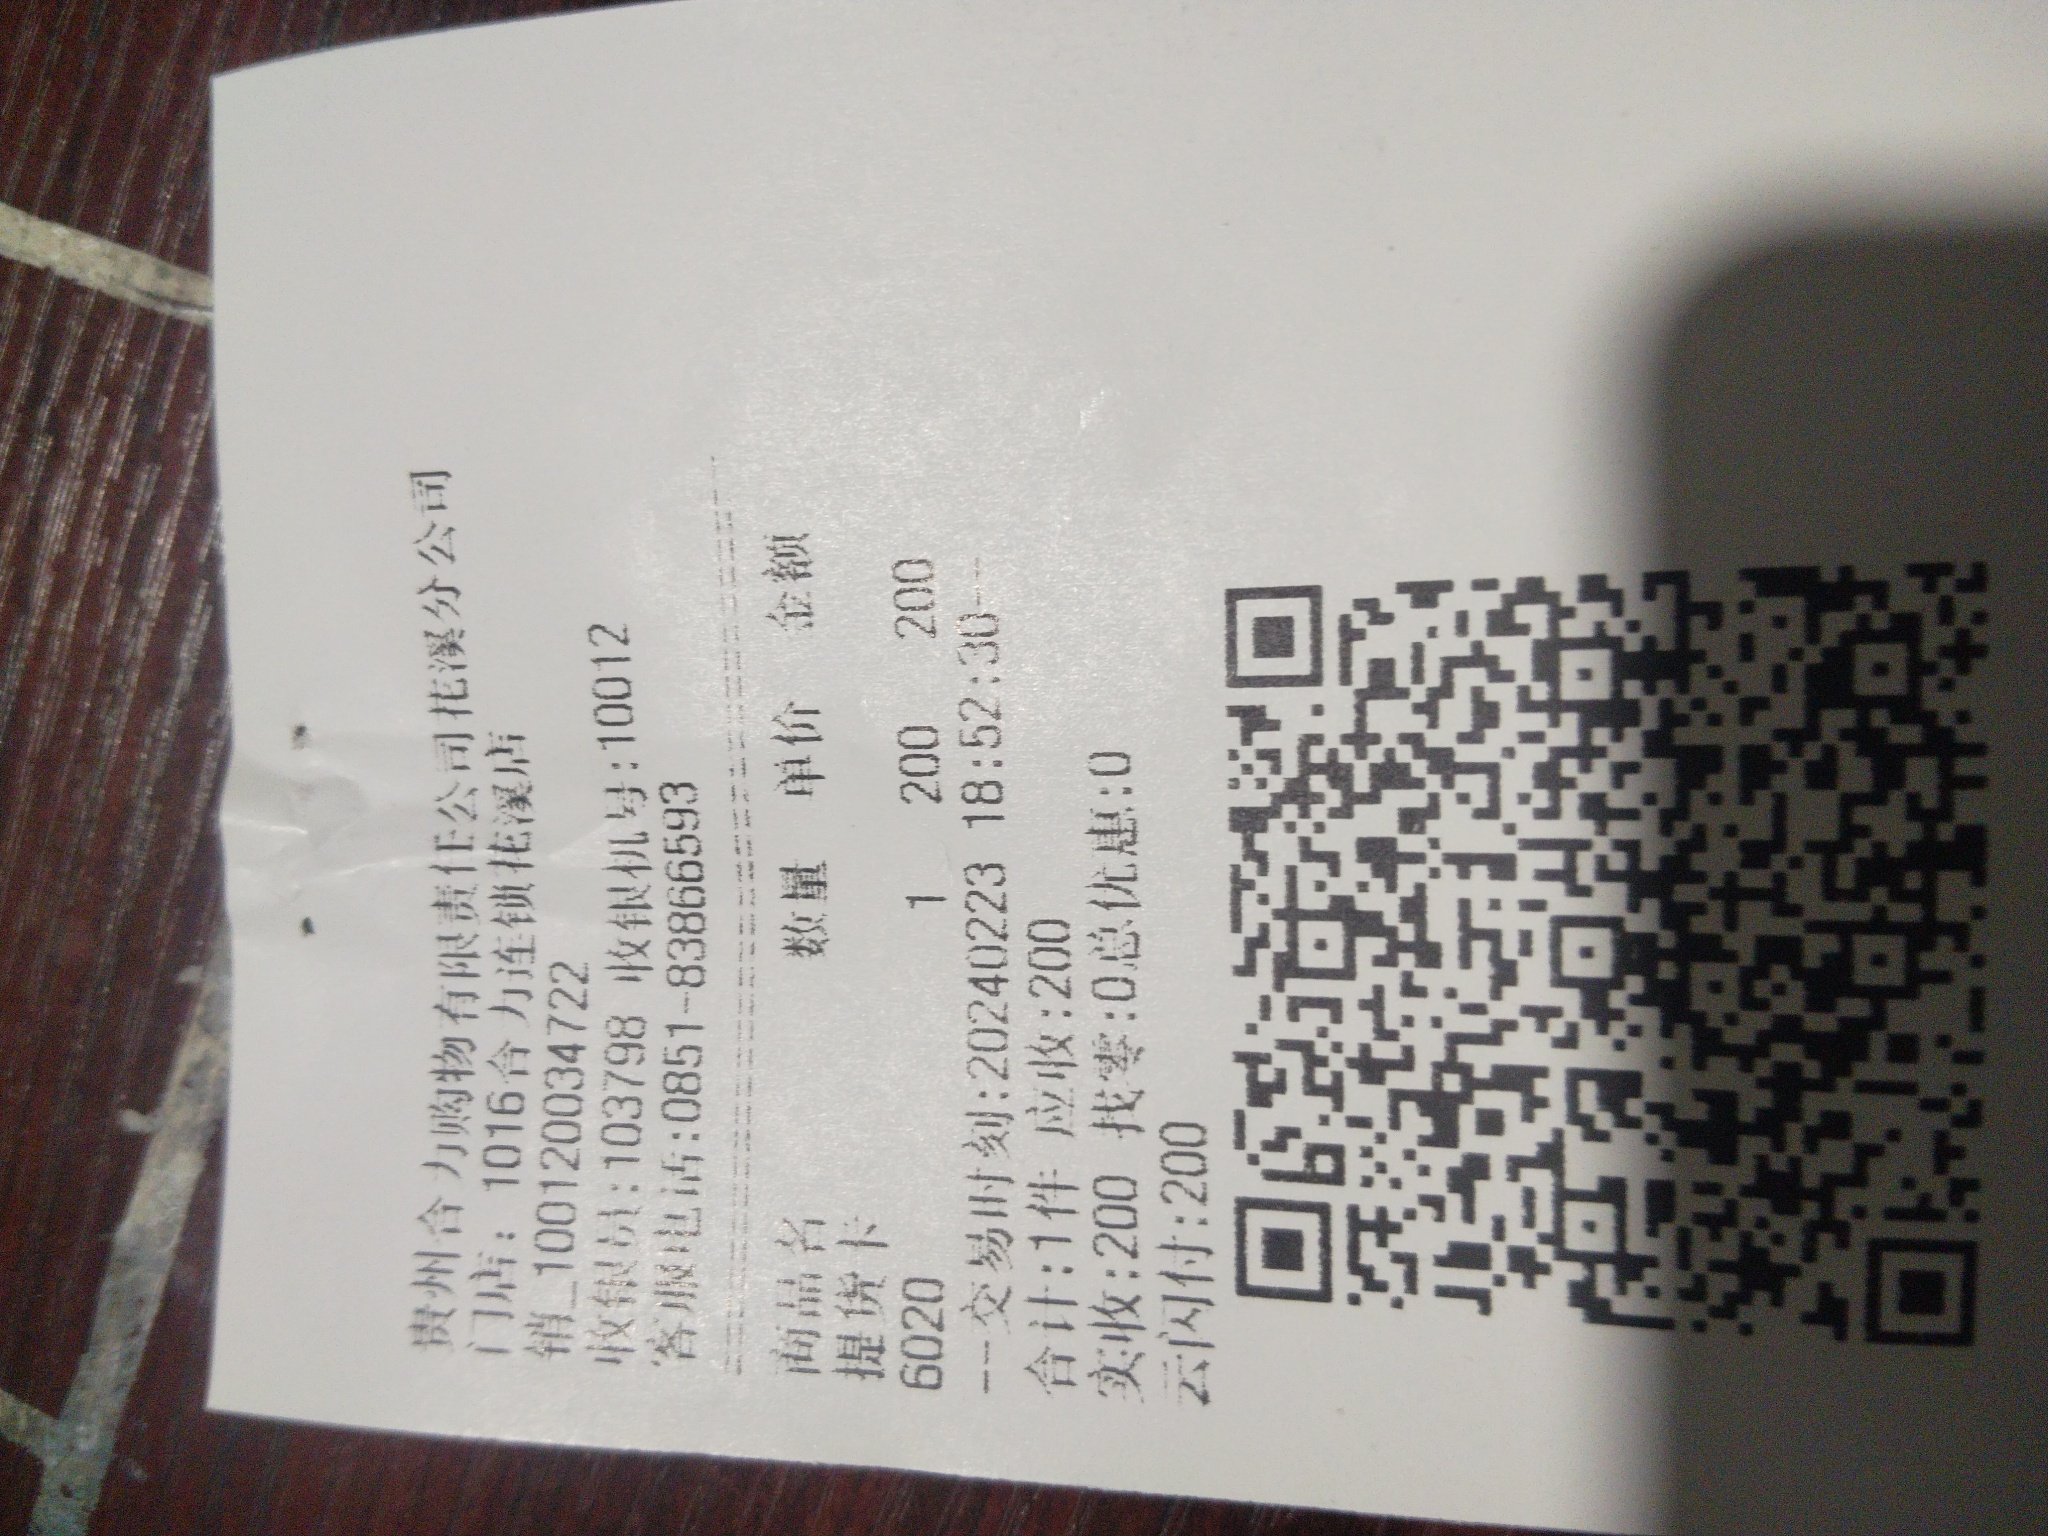 贵州合力购物有限责任公司花溪分公司
门店: 1016合力连锁花溪店
销_1001200034722
收银员:103798 收银机号:10012
客服电话:0851-83866593
商品名 数量 单价 金额
提货卡
6020 1 200 200
---交易时刻:20240223 18:52:30---
合计:1件 应收:200
实收:200 找零:0总优惠:0
云闪付:200